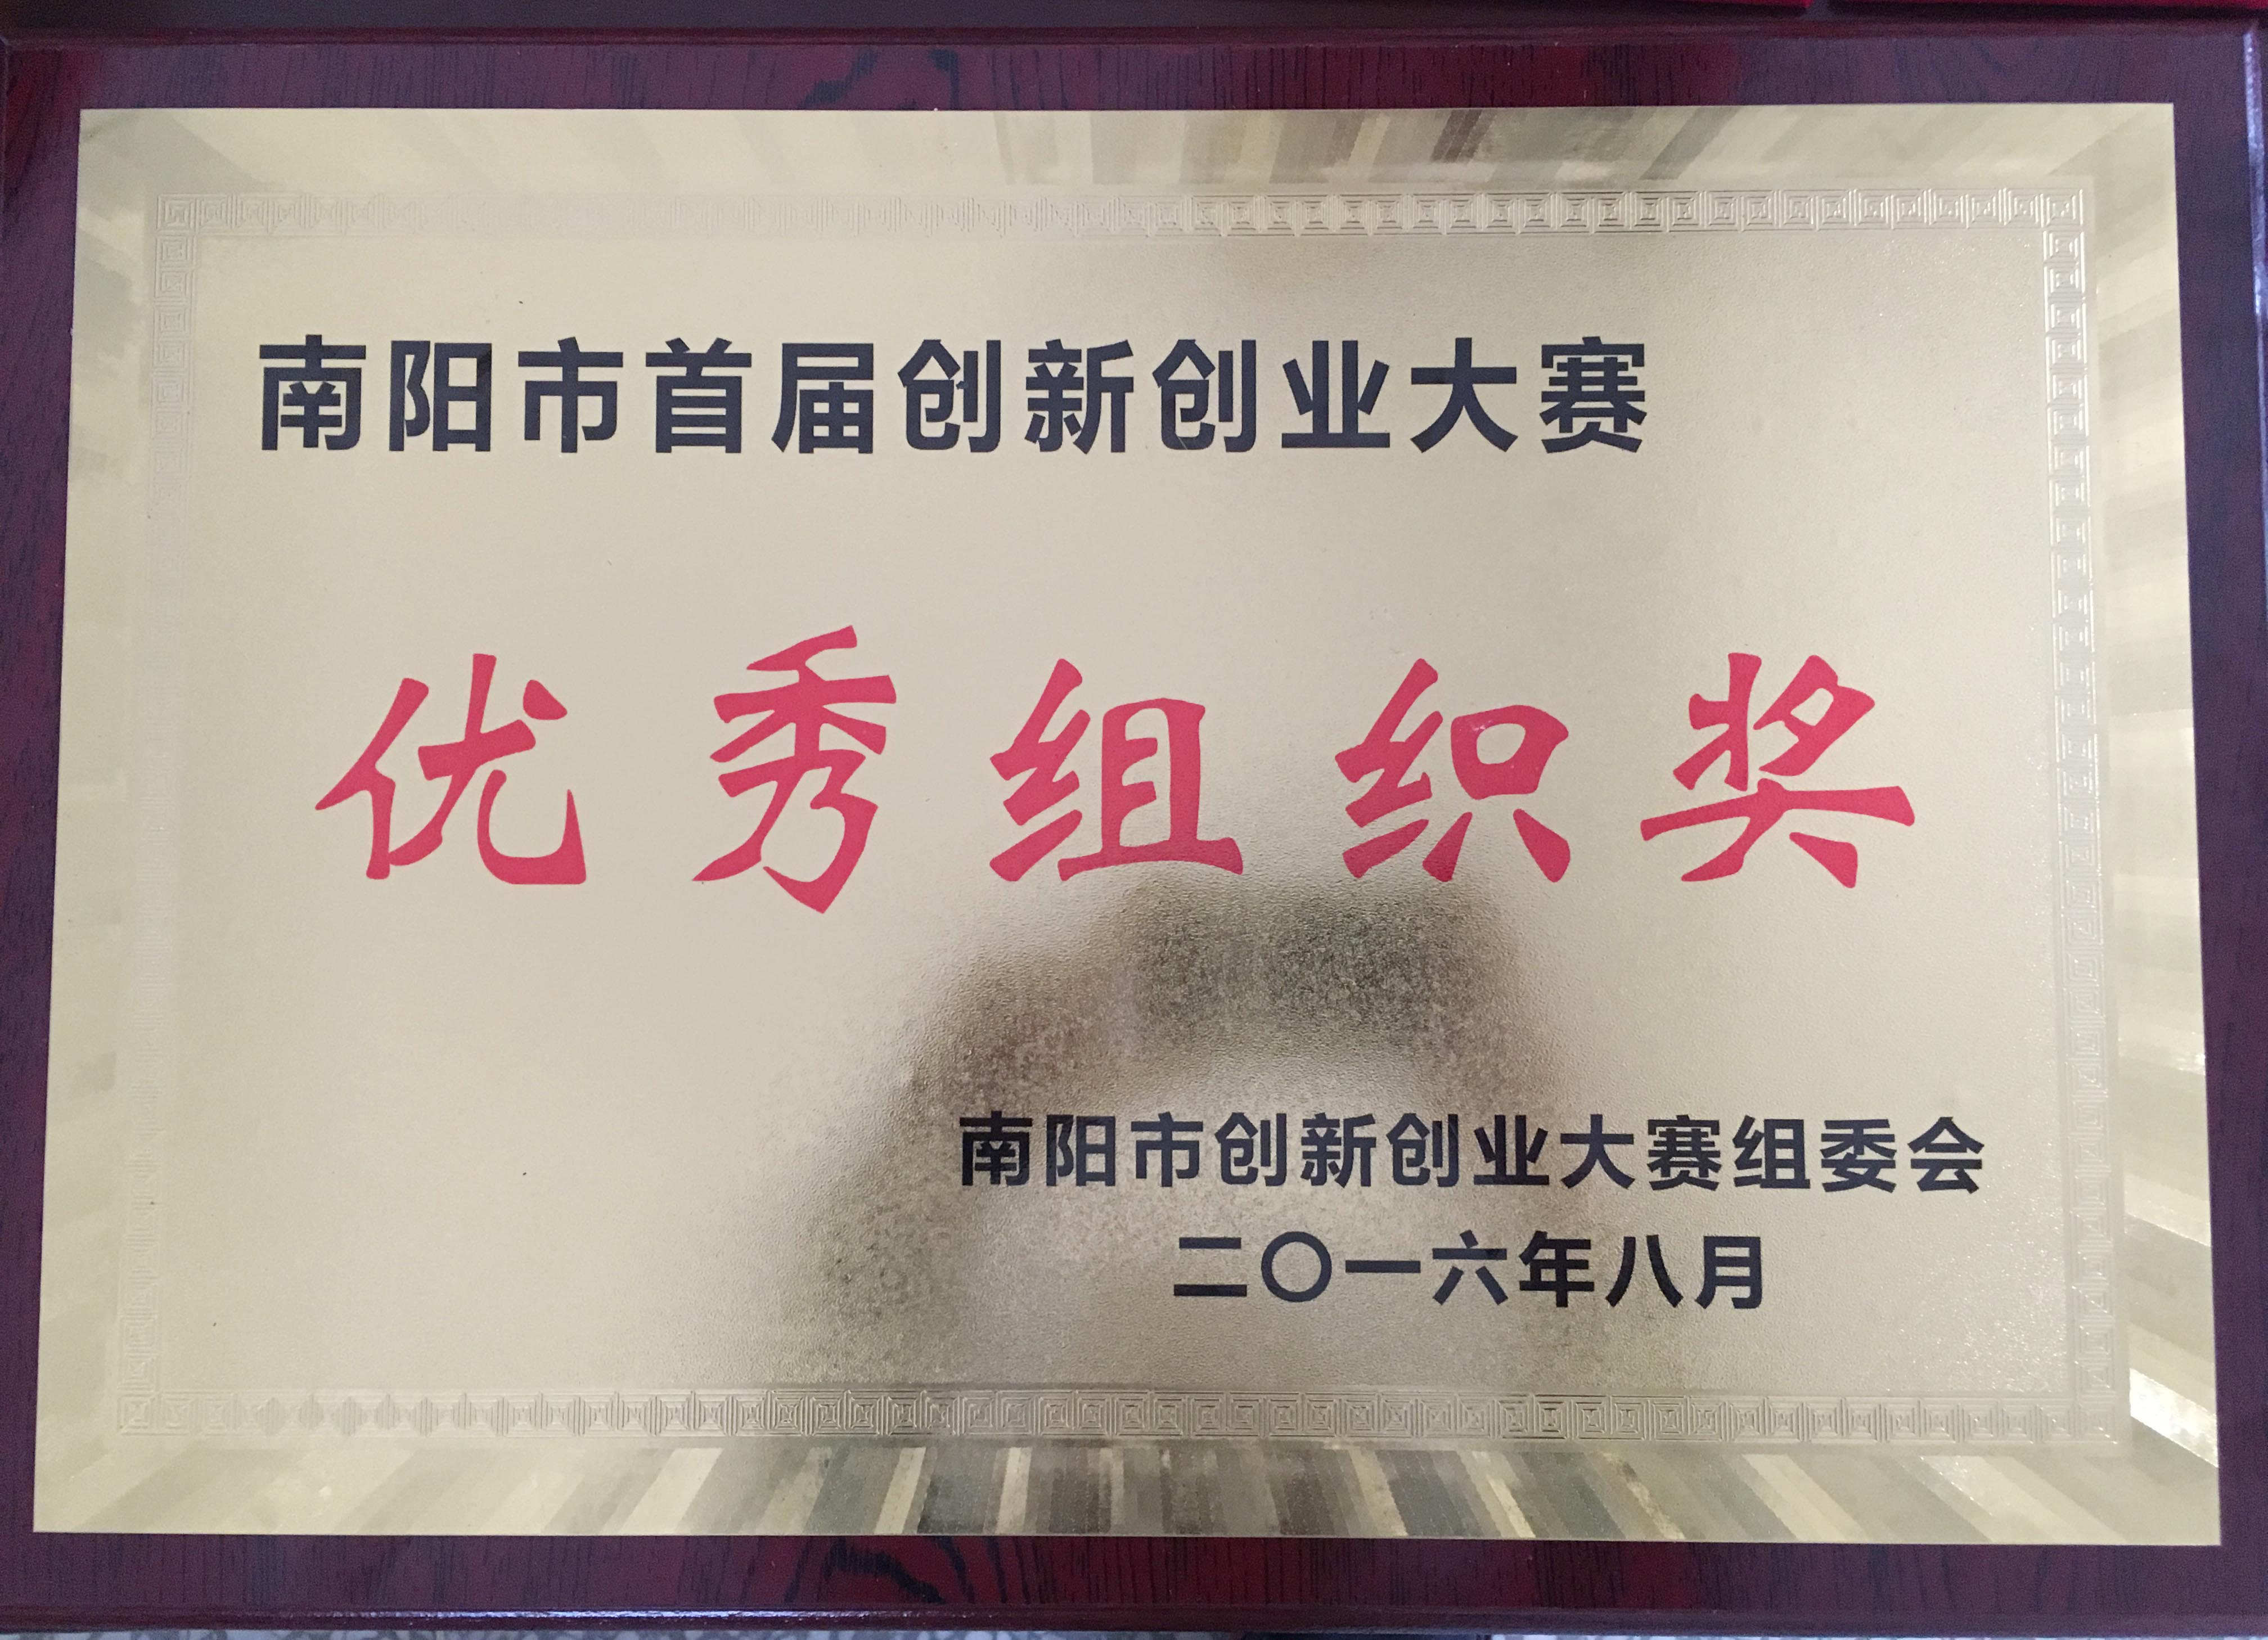 南阳市首届创新创业大赛
优秀组织奖
南阳市创新创业大赛组委会
二〇一六年八月